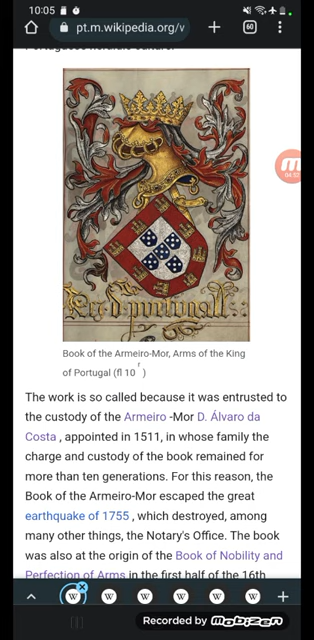 10:05
pt.m.wikipedia.org/v
60
Portuguese heraldic culture.
Rey d portugall
Book of the Armeiro-Mor, Arms of the King
of Portugal (fl 10 r )
The work is so called because it was entrusted to
the custody of the Armeiro -Mor D. Álvaro da
Costa , appointed in 1511, in whose family the
charge and custody of the book remained for
more than ten generations. For this reason, the
Book of the Armeiro-Mor escaped the great
earthquake of 1755 , which destroyed, among
many other things, the Notary's Office. The book
was also at the origin of the Book of Nobility and
Perfection of Arms in the first half of the 16th
W W W W W W
Recorded by Mobizen